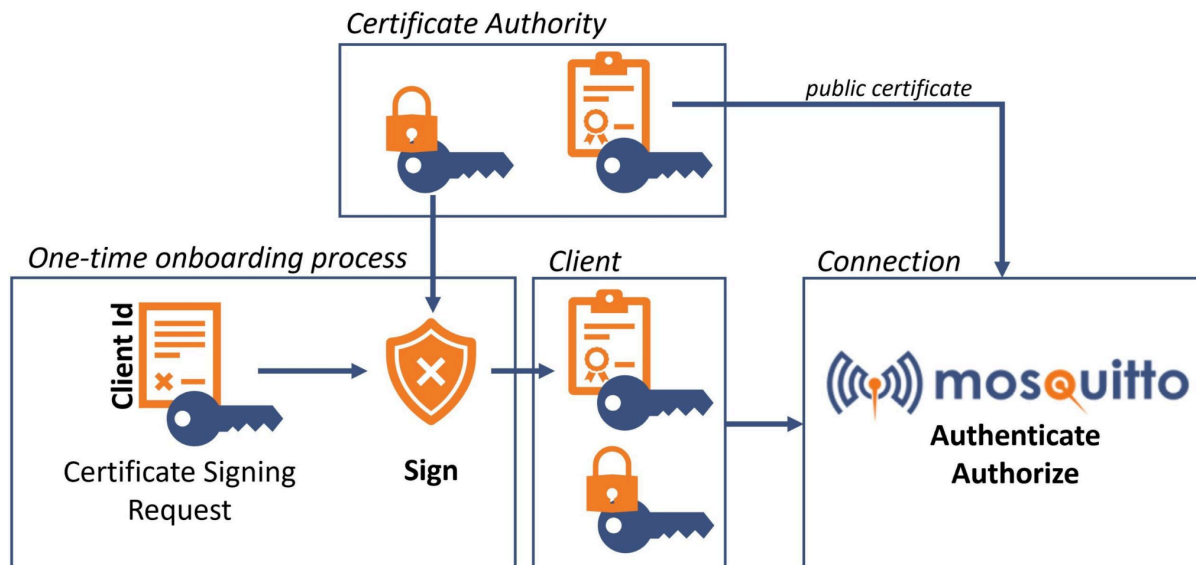 Certificate Authority
public certificate
One-time onboarding process
Client
Connection
Client Id
mosquitto
Authenticate
Authorize
Sign
Certificate Signing
Request